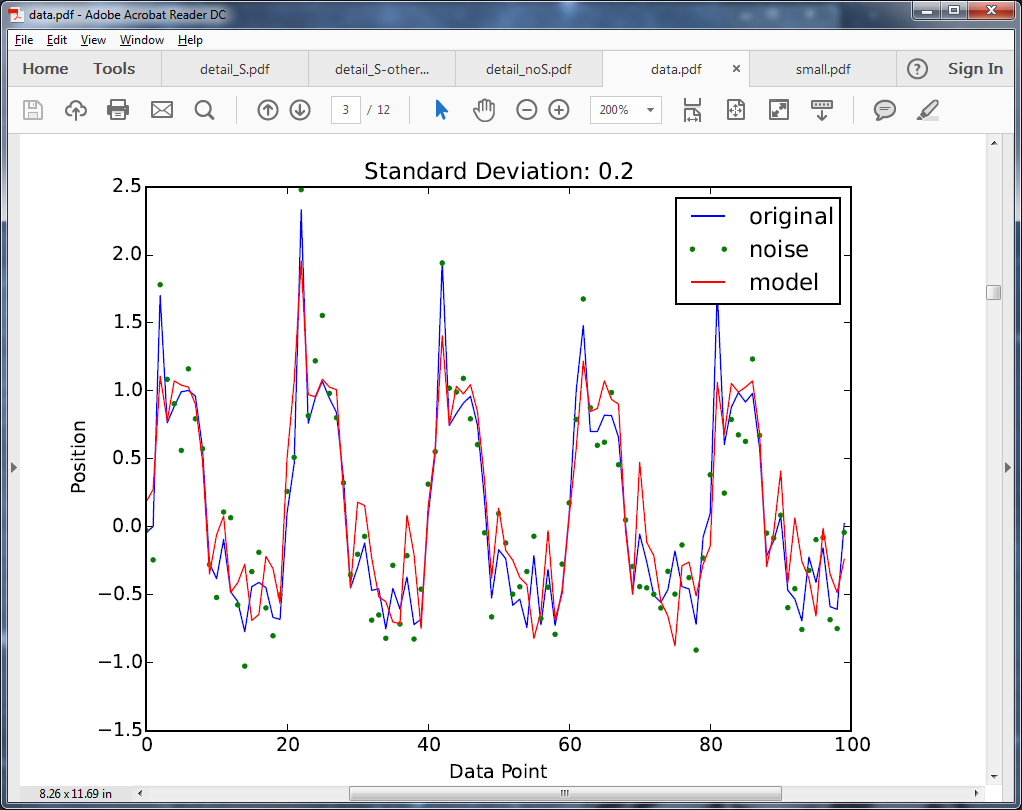 data.pdf - Adobe Acrobat Reader DC
File Edit View Window Help
Home Tools detail_S.pdf detail_S-other... detail_noS.pdf data.pdf × small.pdf ? Sign In
3 / 12 200%
Standard Deviation: 0.2
original
noise
model
2.5
2.0
1.5
1.0
0.5
0.0
−0.5
−1.0
−1.5
Position
0 20 40 60 80 100
Data Point
8.26 x 11.69 in